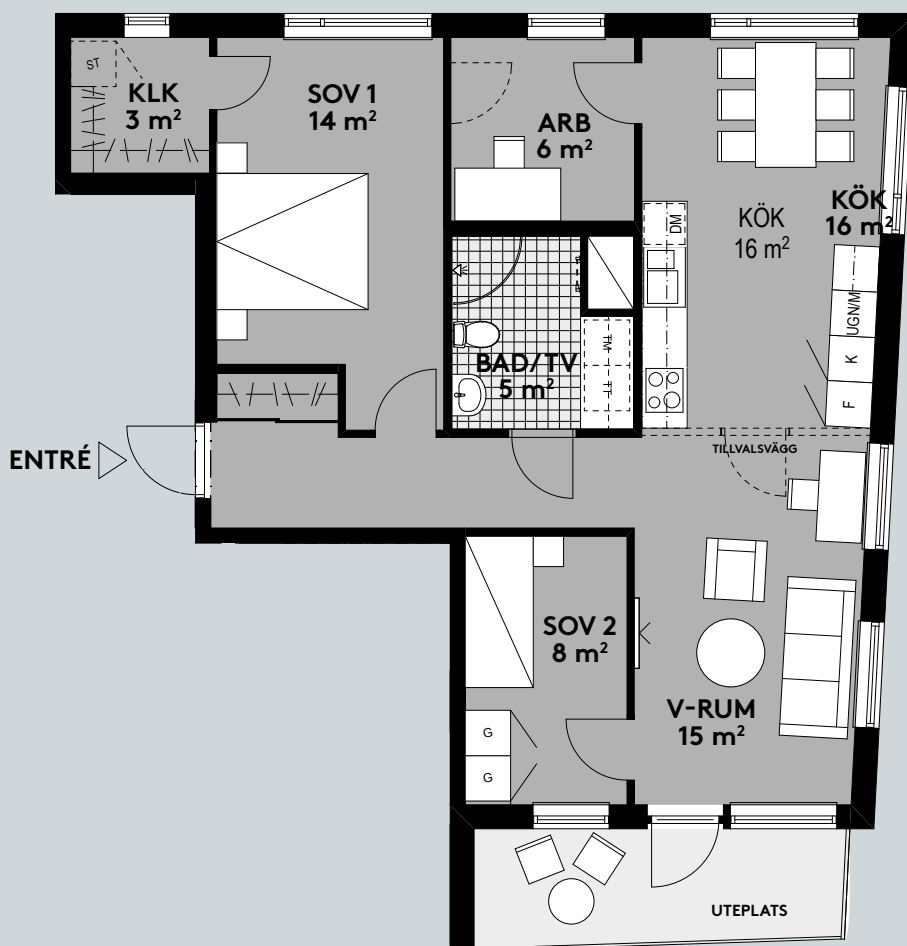 ST
KLK
3 m²
SOV 1
14 m²
ARB
6 m²
KÖK
16 m²
KÖK
16 m²
DM
UGN/M
K
F
BAD/TV
5 m²
TM
TT
ENTRÉ
TILLVALSVÄGG
SOV 2
8 m²
G
G
V-RUM
15 m²
UTEPLATS